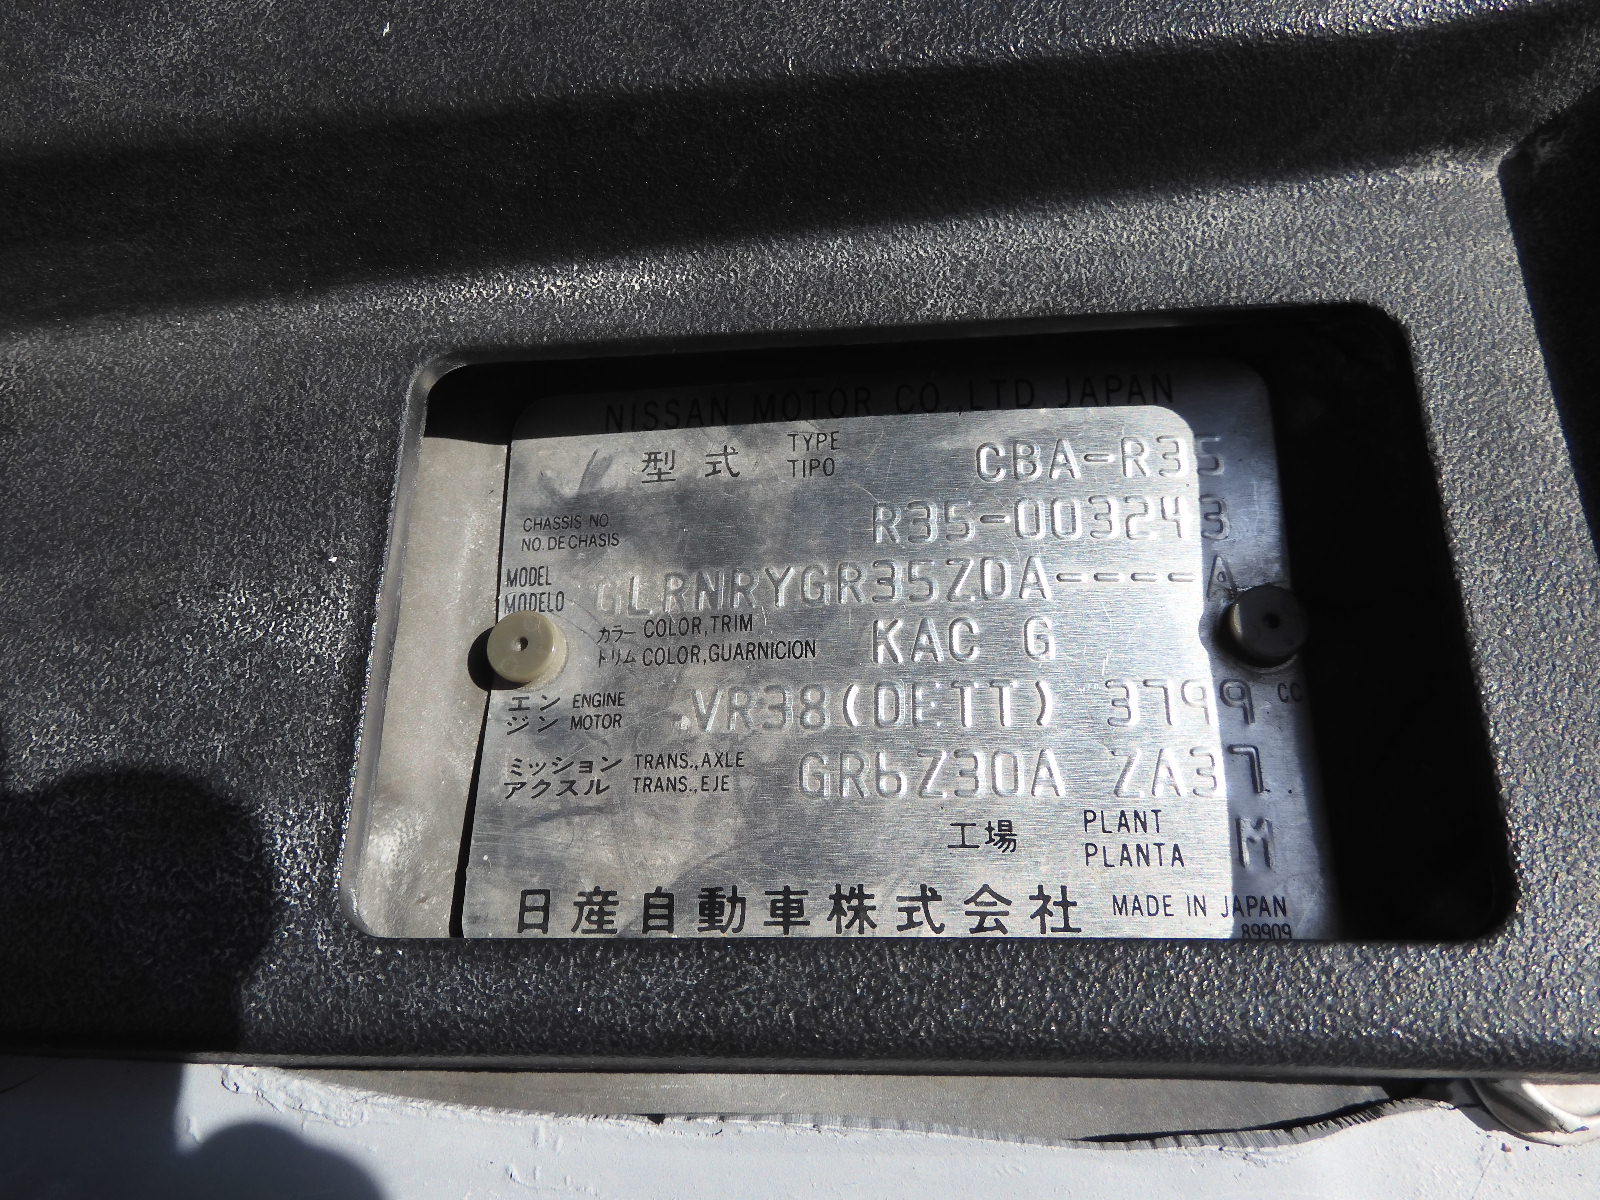 NISSAN MOTOR CO.,LTD. JAPAN
型式 TYPE TIPO CBA-R35
CHASSIS NO. NO. DE CHASIS R35-003243
MODEL MODELO GLRNRYGR35ZDA----A
カラー COLOR,TRIM
トリム COLOR,GUARNICION KAC G
エンジン ENGINE MOTOR VR38(DETT) 3799 CC
ミッション TRANS.,AXLE
アクスル TRANS.,EJE GR6Z30A ZA37
工場 PLANT PLANTA M
日産自動車株式会社 MADE IN JAPAN
89909